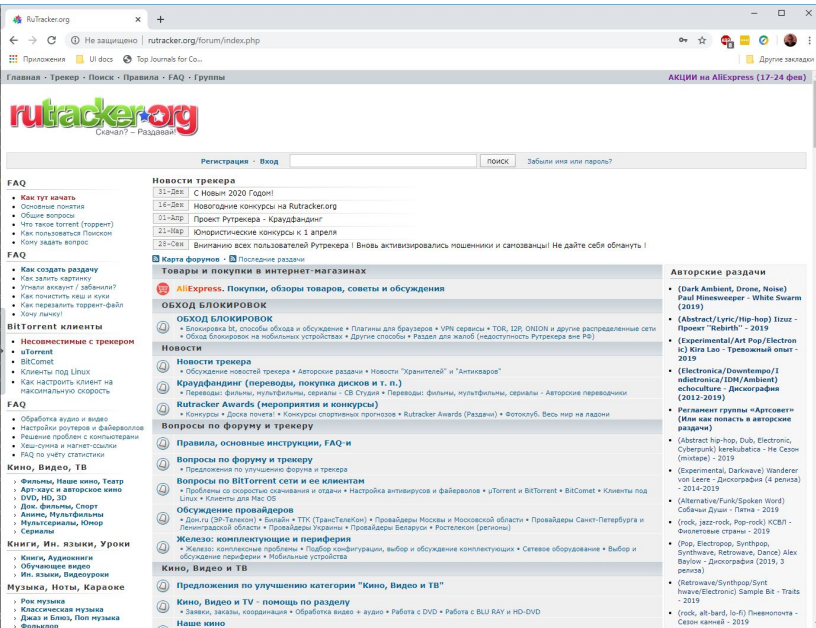 RuTracker.org
Не защищено | rutracker.org/forum/index.php
Приложения UI docs Top Journals for Co... Другие закладки
Главная · Трекер · Поиск · Правила · FAQ · Группы
АКЦИИ на AliExpress (17-24 фев)
rutracker.org
Скачал? – Раздавай!
Регистрация · Вход поиск Забыли имя или пароль?
FAQ
Как тут качать
Основные понятия
Общие вопросы
Что такое torrent (торрент)
Как пользоваться Поиском
Кому задать вопрос
FAQ
Как создать раздачу
Как залить картинку
Угнали аккаунт / забанили?
Как почистить кеш и куки
Как перезалить торрент-файл
Хочу лычку!
BitTorrent клиенты
Несовместимые с трекером
uTorrent
BitComet
Клиенты под Linux
Как настроить клиент на
максимальную скорость
FAQ
Обработка аудио и видео
Настройки роутеров и файерволлов
Решение проблем с компьютерами
Хеш-сумма и магнет-ссылки
FAQ по учёту статистики
Кино, Видео, ТВ
Фильмы, Наше кино, Театр
Арт-хаус и авторское кино
DVD, HD, 3D
Док. фильмы, Спорт
Аниме, Мультфильмы
Мультсериалы, Юмор
Сериалы
Книги, Ин. языки, Уроки
Книги, Аудиокниги
Обучающее видео
Ин. языки, Видеоуроки
Музыка, Ноты, Караоке
Рок музыка
Классическая музыка
Джаз и Блюз, Поп музыка
Фольклор
Новости трекера
31-Дек С Новым 2020 Годом!
16-Дек Новогодние конкурсы на Rutracker.org
01-Апр Проект Рутрекера - Краудфандинг
21-Мар Юмористические конкурсы к 1 апреля
28-Сен Вниманию всех пользователей Рутрекера ! Вновь активизировались мошенники и самозванцы! Не дайте себя обмануть !
Карта форумов · Последние раздачи
Товары и покупки в интернет-магазинах
AliExpress. Покупки, обзоры товаров, советы и обсуждения
ОБХОД БЛОКИРОВОК
ОБХОД БЛОКИРОВОК
• Блокировка bt, способы обхода и обсуждение • Плагины для браузеров • VPN сервисы • TOR, I2P, ONION и другие распределенные сети
• Обход блокировок на мобильных устройствах • Другие способы • Раздел для жалоб (недоступность Рутрекера вне РФ)
Новости
Новости трекера
• Обсуждение новостей трекера • Авторские раздачи • Новости "Хранителей" и "Антикваров"
Краудфандинг (переводы, покупка дисков и т. п.)
• Переводы: фильмы, мультфильмы, сериалы - СВ Студия • Переводы: фильмы, мультфильмы, сериалы - Авторские переводчики
Rutracker Awards (мероприятия и конкурсы)
• Конкурсы • Доска почета! • Конкурсы спортивных прогнозов • Rutracker Awards (Раздачи) • Фотоклуб. Весь мир на ладони
Вопросы по форуму и трекеру
Правила, основные инструкции, FAQ-и
Вопросы по форуму и трекеру
• Предложения по улучшению форума и трекера
Вопросы по BitTorrent сети и ее клиентам
• Проблемы со скоростью скачивания и отдачи • Настройка антивирусов и файерволов • µTorrent и BitTorrent • BitComet • Клиенты под
Linux • Клиенты для Mac OS
Обсуждение провайдеров
• Дом.ru (ЭР-Телеком) • Билайн • ТТК (ТрансТелеКом) • Провайдеры Москвы и Московской области • Провайдеры Санкт-Петербурга и
Ленинградской области • Провайдеры Украины • Провайдеры Беларуси • Ростелеком (регионы)
Железо: комплектующие и периферия
• Железо: комплексные проблемы • Подбор конфигурации, выбор и обсуждение комплектующих • Сетевое оборудование • Выбор и
обсуждение периферии • Мобильные устройства
Кино, Видео и ТВ
Предложения по улучшению категории "Кино, Видео и ТВ"
Кино, Видео и TV - помощь по разделу
• Заявки, заказы, координация • Обработка видео + аудио • Работа с DVD • Работа с BLU RAY и HD-DVD
Наше кино
Авторские раздачи
(Dark Ambient, Drone, Noise)
Paul Minesweeper - White Swarm
(2019)
(Abstract/Lyric/Hip-hop) Iizuz -
Проект "Rebirth" - 2019
(Experimental/Art Pop/Electron
ic) Kira Lao - Тревожный опыт -
2019
(Electronica/Downtempo/I
ndietronica/IDM/Ambient)
echoculture - Дискография
(2012-2019)
Регламент группы «Артсовет»
(Или как попасть в авторские
раздачи)
(Abstract hip-hop, Dub, Electronic,
Cyberpunk) kerekubatica - Не Сезон
(mixtape) - 2019
(Experimental, Darkwave) Wanderer
von Leere - Дискография (4 релиза)
- 2014-2019
(Alternative/Funk/Spoken Word)
Собачьи Души - Пятна - 2019
(rock, jazz-rock, Pop-rock) КСВЛ -
Фиолетовые страны - 2019
(Pop, Electropop, Synthpop,
Synthwave, Retrowave, Dance) Alex
Baylow - Дискография (2019, 3
релиза)
(Retrowave/Synthpop/Synt
hwave/Electronic) Sample Bit - Traits
- 2019
(rock, alt-bard, lo-fi) Пневмопочта -
Сезон камней - 2019